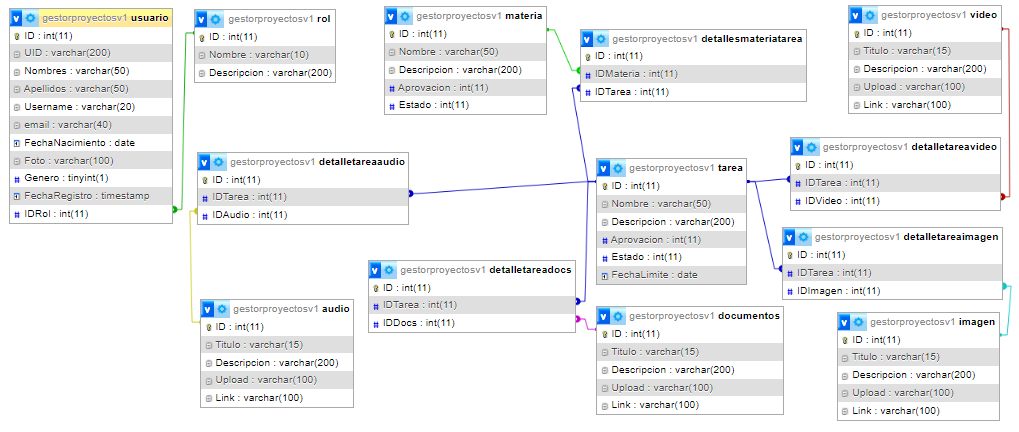 gestorproyectosv1 usuario
ID : int(11)
UID : varchar(200)
Nombres : varchar(50)
Apellidos : varchar(50)
Username : varchar(20)
email : varchar(40)
FechaNacimiento : date
Foto : varchar(100)
Genero : tinyint(1)
FechaRegistro : timestamp
IDRol : int(11)
gestorproyectosv1 rol
ID : int(11)
Nombre : varchar(10)
Descripcion : varchar(200)
gestorproyectosv1 materia
ID : int(11)
Nombre : varchar(50)
Descripcion : varchar(200)
Aprovacion : int(11)
Estado : int(11)
gestorproyectosv1 detallesmateriatarea
ID : int(11)
IDMateria : int(11)
IDTarea : int(11)
gestorproyectosv1 video
ID : int(11)
Titulo : varchar(15)
Descripcion : varchar(200)
Upload : varchar(100)
Link : varchar(100)
gestorproyectosv1 detalletareaaudio
ID : int(11)
IDTarea : int(11)
IDAudio : int(11)
gestorproyectosv1 tarea
ID : int(11)
Nombre : varchar(50)
Descripcion : varchar(200)
Aprovacion : int(11)
Estado : int(11)
FechaLimite : date
gestorproyectosv1 detalletareavideo
ID : int(11)
IDTarea : int(11)
IDVideo : int(11)
gestorproyectosv1 detalletareaimagen
ID : int(11)
IDTarea : int(11)
IDImagen : int(11)
gestorproyectosv1 detalletareadocs
ID : int(11)
IDTarea : int(11)
IDDocs : int(11)
gestorproyectosv1 audio
ID : int(11)
Titulo : varchar(15)
Descripcion : varchar(200)
Upload : varchar(100)
Link : varchar(100)
gestorproyectosv1 documentos
ID : int(11)
Titulo : varchar(15)
Descripcion : varchar(200)
Upload : varchar(100)
Link : varchar(100)
gestorproyectosv1 imagen
ID : int(11)
Titulo : varchar(15)
Descripcion : varchar(200)
Upload : varchar(100)
Link : varchar(100)